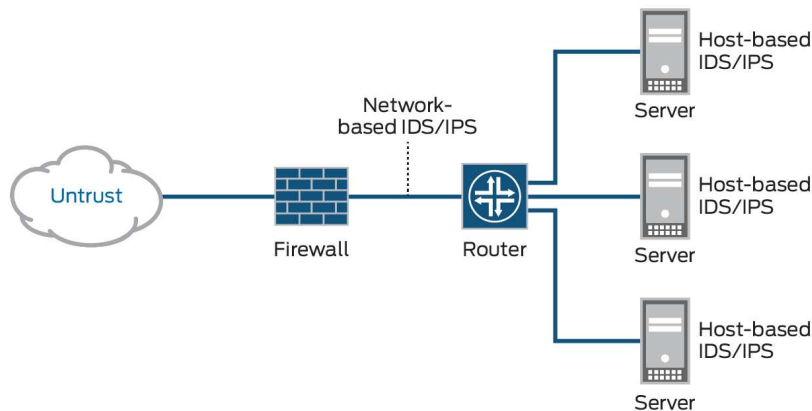 Host-based
IDS/IPS
Server
Network-
based IDS/IPS
Untrust
Firewall
Router
Host-based
IDS/IPS
Server
Host-based
IDS/IPS
Server